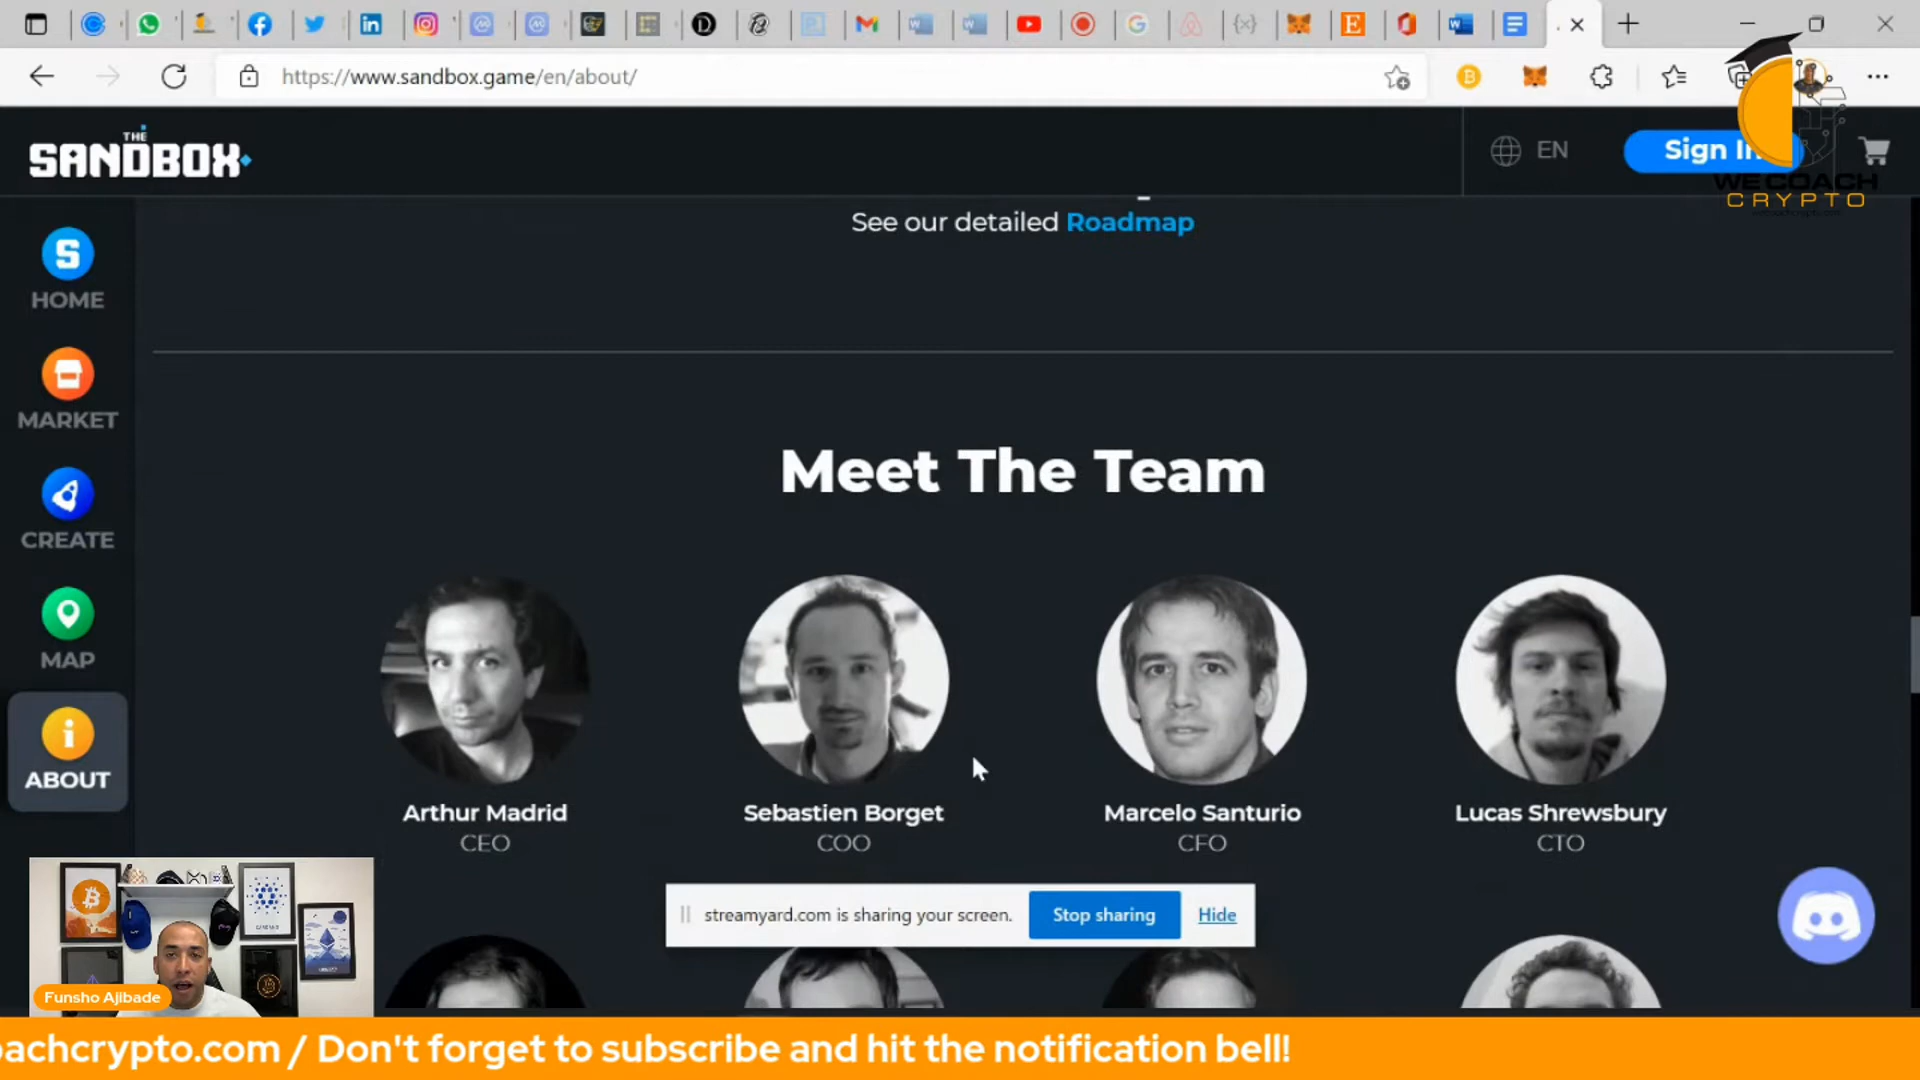 https://www.sandbox.game/en/about/
THE
SANDBOX
EN
Sign In
WE COACH
CRYPTO
See our detailed Roadmap
HOME
MARKET
CREATE
MAP
ABOUT
Meet The Team
Arthur Madrid
CEO
Sebastien Borget
COO
Marcelo Santurio
CFO
Lucas Shrewsbury
CTO
streamyard.com is sharing your screen.
Stop sharing
Hide
Funsho Ajibade
achcrypto.com / Don't forget to subscribe and hit the notification bell!